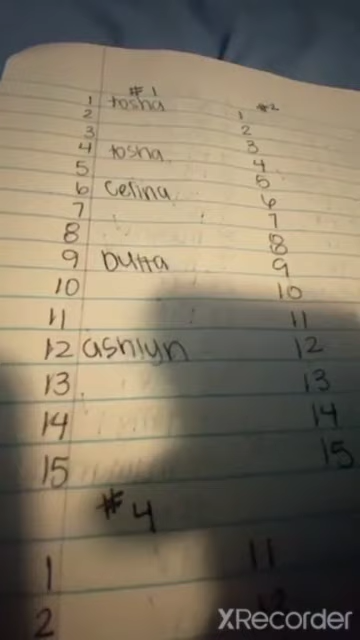 #1 #2
1 tosha 1
2 2
3 3
4 tosha 4
5 5
6 Celina 6
7 7
8 8
9 butta 9
10 10
11 11
12 ashlyn 12
13 13
14 14
15 15
#4
1 11
2 12
XRecorder